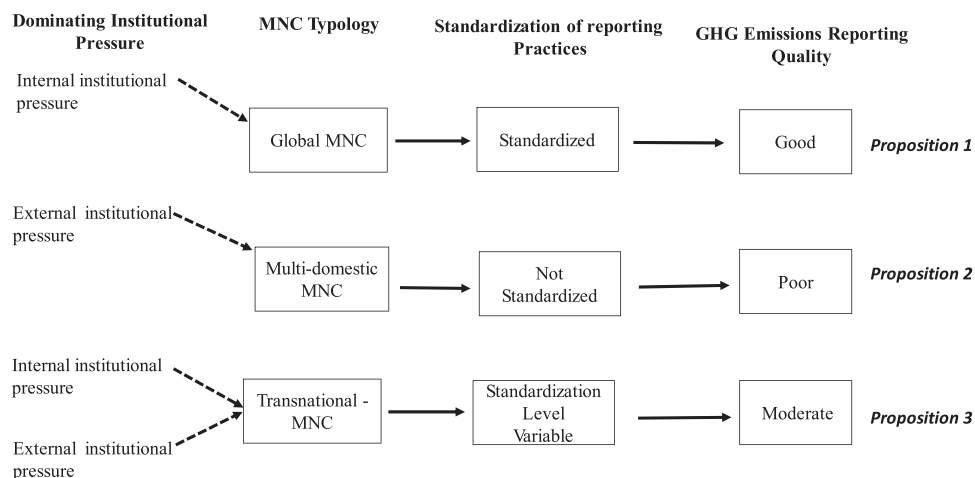 Dominating Institutional
Pressure
MNC Typology
Standardization of reporting
Practices
GHG Emissions Reporting
Quality
Internal institutional
pressure
Global MNC
Standardized
Good
Proposition 1
External institutional
pressure
Multi-domestic
MNC
Not
Standardized
Poor
Proposition 2
Internal institutional
pressure
External institutional
pressure
Transnational -
MNC
Standardization
Level
Variable
Moderate
Proposition 3